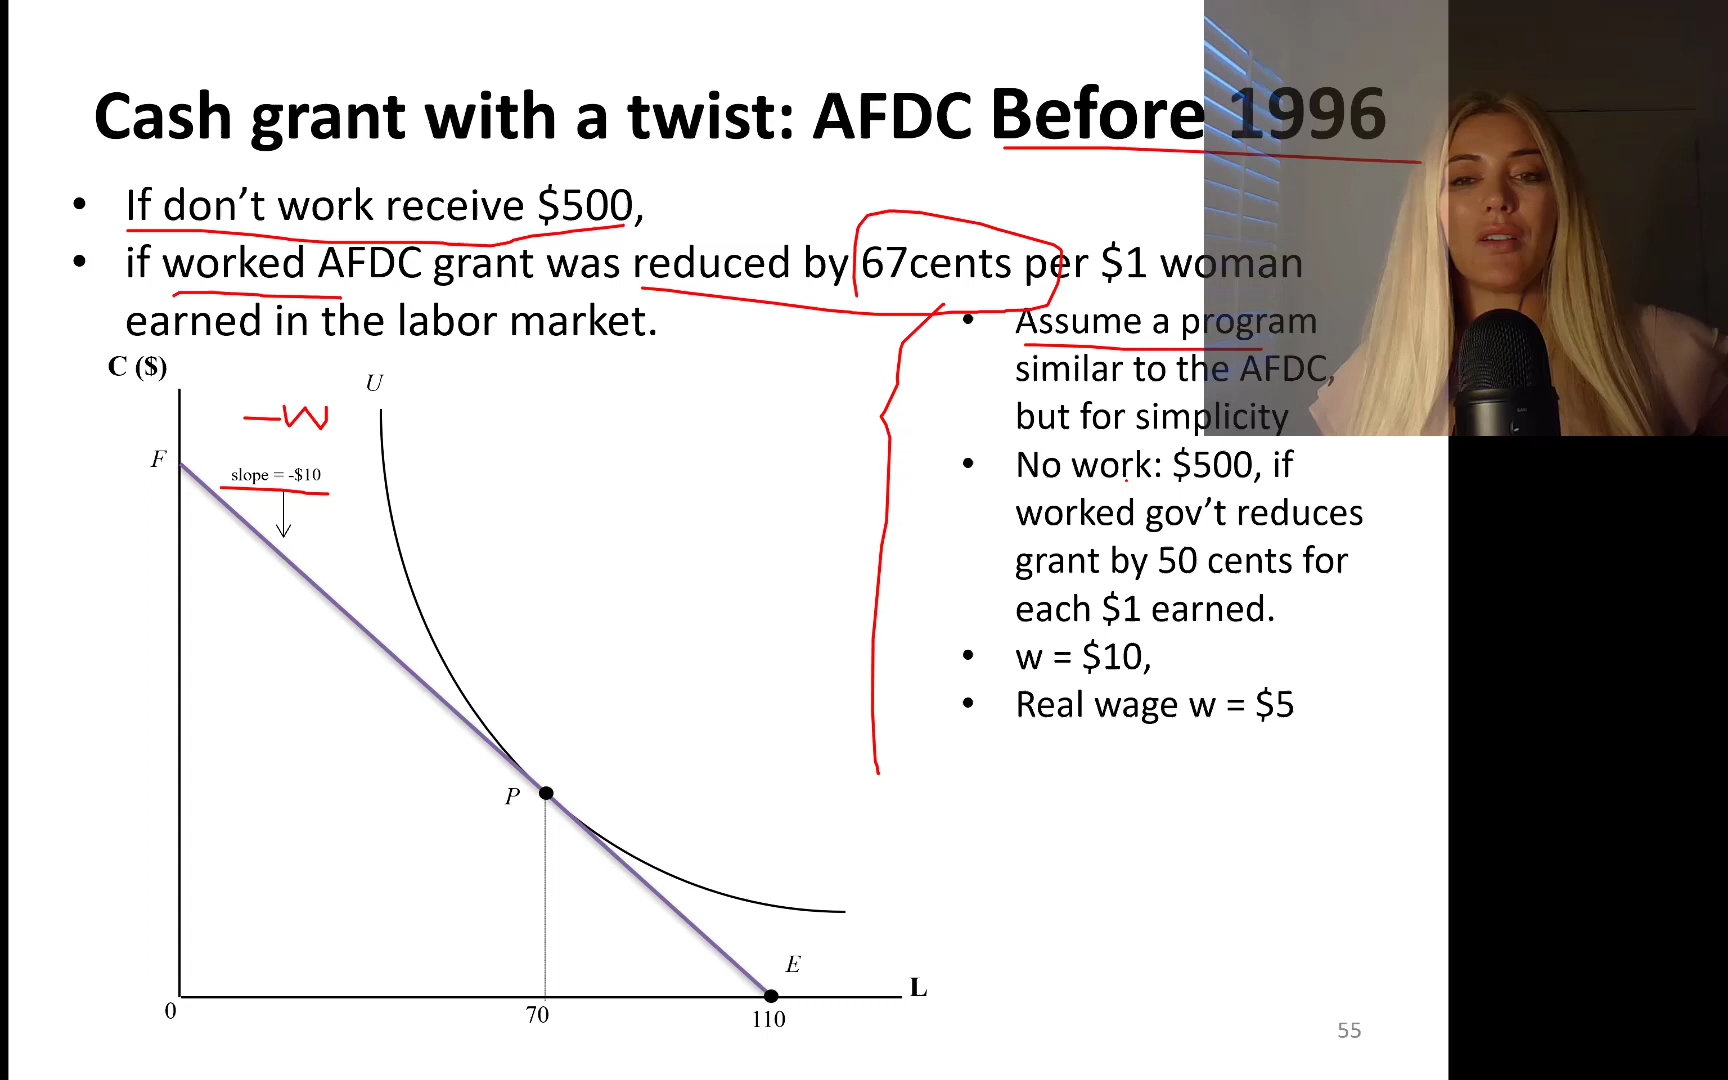 Cash grant with a twist: AFDC Before 1996
• If don’t work receive $500,
• if worked AFDC grant was reduced by 67cents per $1 woman
earned in the labor market.
• Assume a program
similar to the AFDC,
but for simplicity
• No work: $500, if
worked gov’t reduces
grant by 50 cents for
each $1 earned.
• w = $10,
• Real wage w = $5
C ($)
U
–W
F
slope = -$10
P
E
L
0
70
110
55